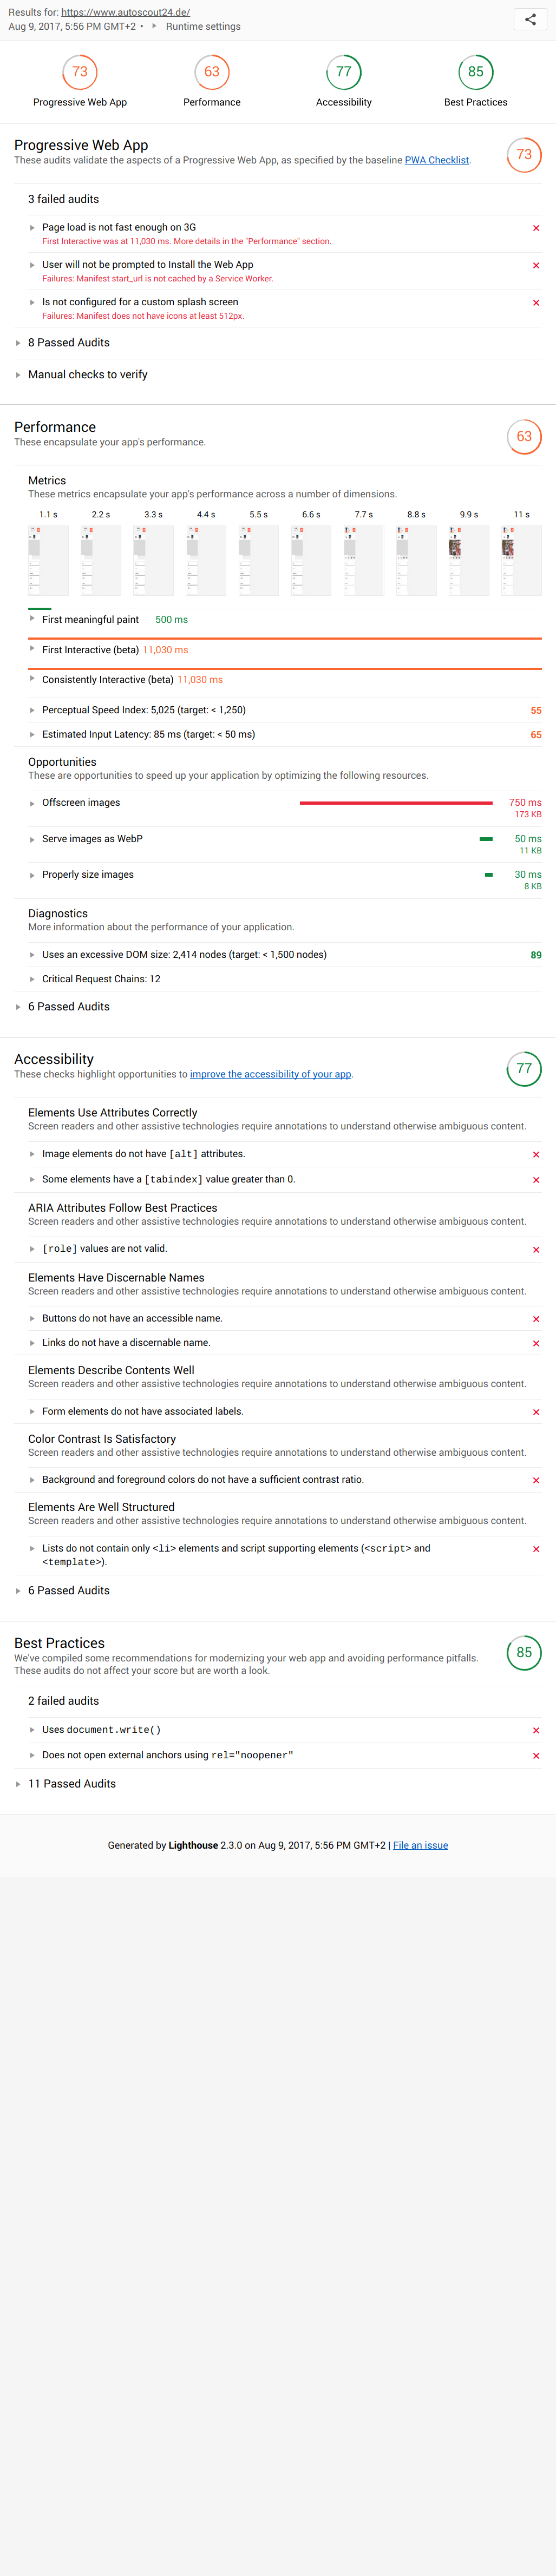 Results for: https://www.autoscout24.de/
Aug 9, 2017, 5:56 PM GMT+2 • Runtime settings
73 63 77 85
Progressive Web App Performance Accessibility Best Practices
Progressive Web App
73
These audits validate the aspects of a Progressive Web App, as specified by the baseline PWA Checklist.
3 failed audits
Page load is not fast enough on 3G
First Interactive was at 11,030 ms. More details in the "Performance" section.
User will not be prompted to Install the Web App
Failures: Manifest start_url is not cached by a Service Worker.
Is not configured for a custom splash screen
Failures: Manifest does not have icons at least 512px.
8 Passed Audits
Manual checks to verify
Performance
63
These encapsulate your app's performance.
Metrics
These metrics encapsulate your app's performance across a number of dimensions.
1.1 s 2.2 s 3.3 s 4.4 s 5.5 s 6.6 s 7.7 s 8.8 s 9.9 s 11 s
First meaningful paint 500 ms
First Interactive (beta) 11,030 ms
Consistently Interactive (beta) 11,030 ms
Perceptual Speed Index: 5,025 (target: < 1,250) 55
Estimated Input Latency: 85 ms (target: < 50 ms) 65
Opportunities
These are opportunities to speed up your application by optimizing the following resources.
Offscreen images 750 ms
173 KB
Serve images as WebP 50 ms
11 KB
Properly size images 30 ms
8 KB
Diagnostics
More information about the performance of your application.
Uses an excessive DOM size: 2,414 nodes (target: < 1,500 nodes) 89
Critical Request Chains: 12
6 Passed Audits
Accessibility
77
These checks highlight opportunities to improve the accessibility of your app.
Elements Use Attributes Correctly
Screen readers and other assistive technologies require annotations to understand otherwise ambiguous content.
Image elements do not have [alt] attributes.
Some elements have a [tabindex] value greater than 0.
ARIA Attributes Follow Best Practices
Screen readers and other assistive technologies require annotations to understand otherwise ambiguous content.
[role] values are not valid.
Elements Have Discernable Names
Screen readers and other assistive technologies require annotations to understand otherwise ambiguous content.
Buttons do not have an accessible name.
Links do not have a discernable name.
Elements Describe Contents Well
Screen readers and other assistive technologies require annotations to understand otherwise ambiguous content.
Form elements do not have associated labels.
Color Contrast Is Satisfactory
Screen readers and other assistive technologies require annotations to understand otherwise ambiguous content.
Background and foreground colors do not have a sufficient contrast ratio.
Elements Are Well Structured
Screen readers and other assistive technologies require annotations to understand otherwise ambiguous content.
Lists do not contain only <li> elements and script supporting elements (<script> and
<template>).
6 Passed Audits
Best Practices
85
We've compiled some recommendations for modernizing your web app and avoiding performance pitfalls.
These audits do not affect your score but are worth a look.
2 failed audits
Uses document.write()
Does not open external anchors using rel="noopener"
11 Passed Audits
Generated by Lighthouse 2.3.0 on Aug 9, 2017, 5:56 PM GMT+2 | File an issue